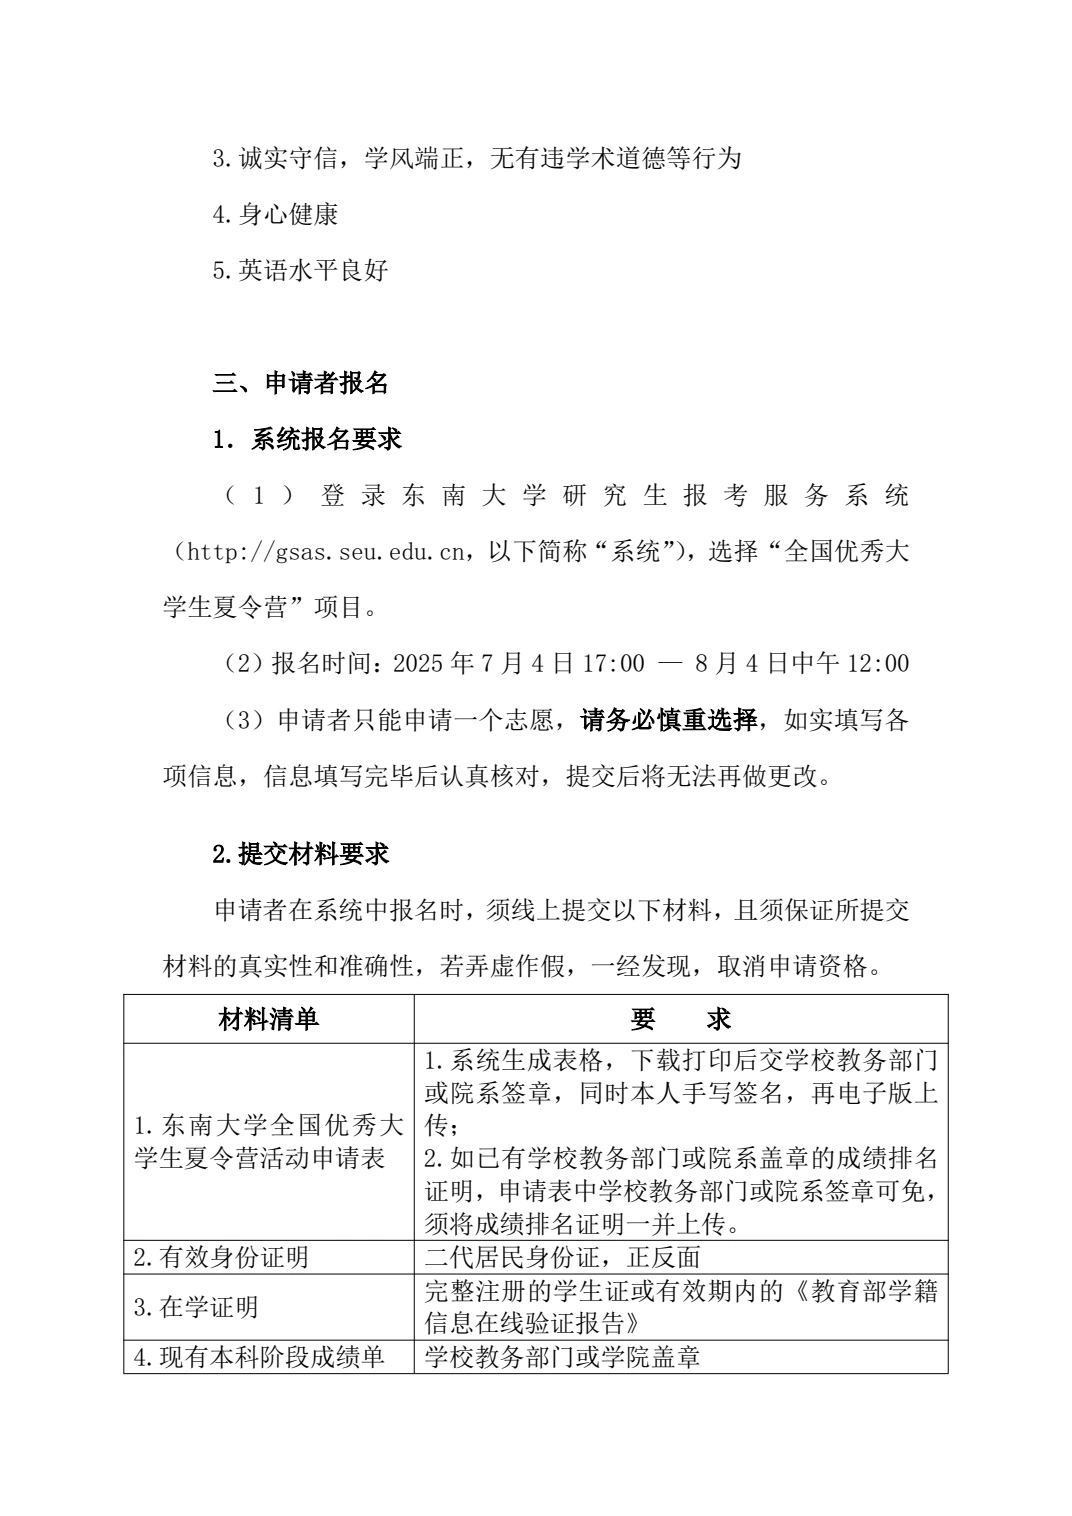 3.诚实守信，学风端正，无有违学术道德等行为
4.身心健康
5.英语水平良好
三、申请者报名
1. 系统报名要求
（1）登录东南大学研究生报考服务系统
（http://gsas.seu.edu.cn，以下简称“系统”），选择“全国优秀大
学生夏令营”项目。
（2）报名时间：2025 年 7 月 4 日 17:00 — 8 月 4 日中午 12:00
（3）申请者只能申请一个志愿，请务必慎重选择，如实填写各
项信息，信息填写完毕后认真核对，提交后将无法再做更改。
2.提交材料要求
申请者在系统中报名时，须线上提交以下材料，且须保证所提交
材料的真实性和准确性，若弄虚作假，一经发现，取消申请资格。
材料清单
要 求
1.东南大学全国优秀大
学生夏令营活动申请表
1.系统生成表格，下载打印后交学校教务部门
或院系签章，同时本人手写签名，再电子版上
传；
2.如已有学校教务部门或院系盖章的成绩排名
证明，申请表中学校教务部门或院系签章可免，
须将成绩排名证明一并上传。
2.有效身份证明
二代居民身份证，正反面
3.在学证明
完整注册的学生证或有效期内的《教育部学籍
信息在线验证报告》
4.现有本科阶段成绩单
学校教务部门或学院盖章